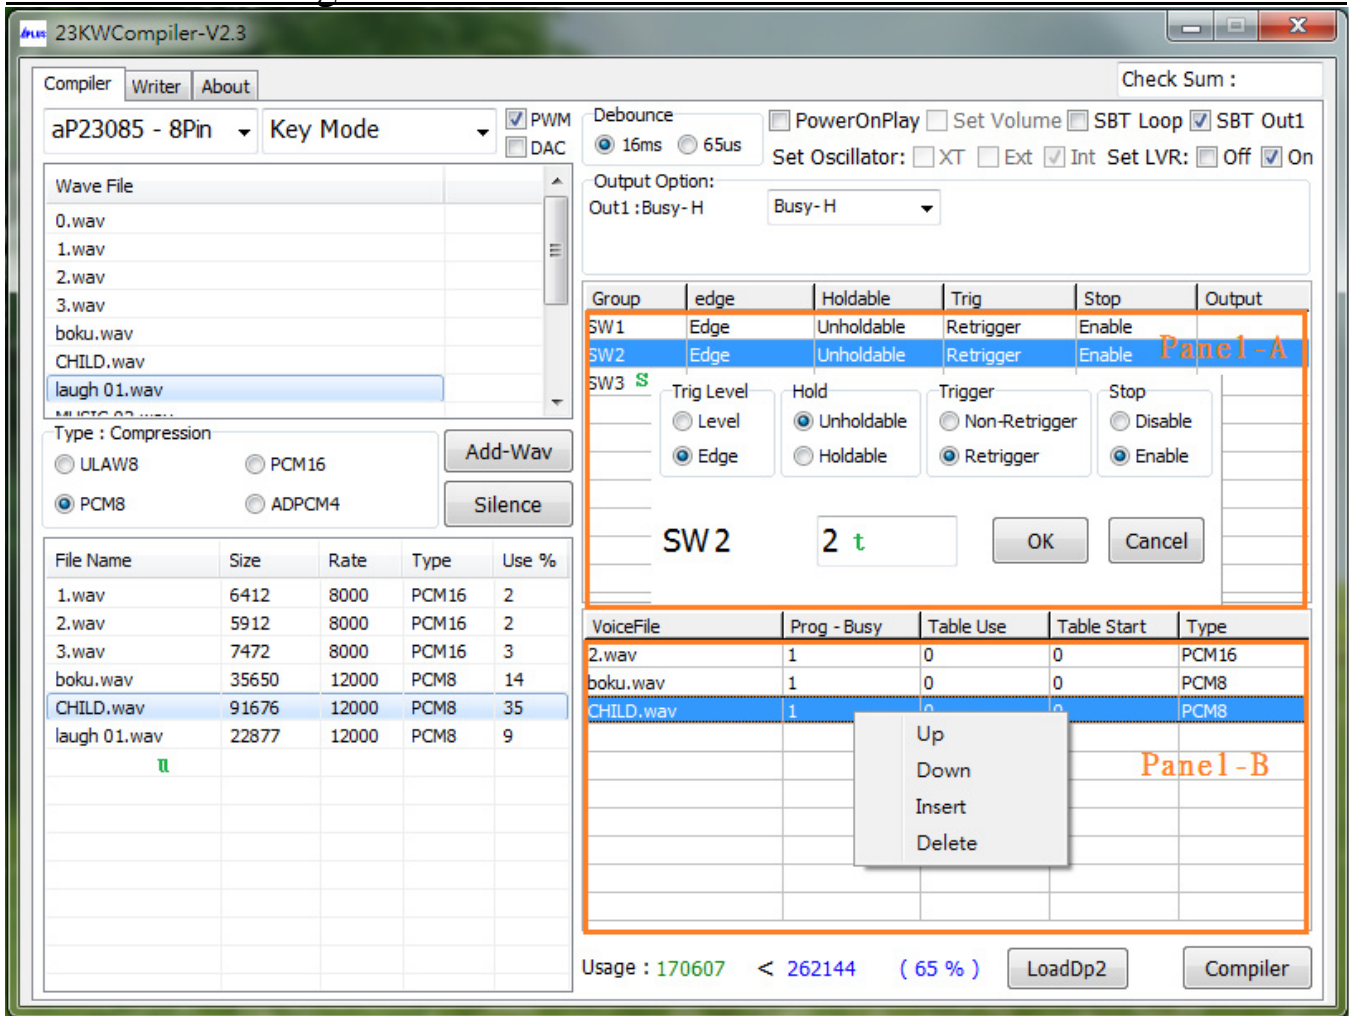 23KWCompiler-V2.3
Check Sum :
Compiler Writer About
aP23085 - 8Pin Key Mode PWM DAC
Debounce
16ms 65us
PowerOnPlay Set Volume SBT Loop SBT Out1
Set Oscillator: XT Ext Int Set LVR: Off On
Output Option:
Out1 :Busy- H Busy- H
Wave File
0.wav
1.wav
2.wav
3.wav
boku.wav
CHILD.wav
laugh 01.wav
Type : Compression
ULAW8 PCM16
PCM8 ADPCM4
Add-Wav
Silence
File Name Size Rate Type Use %
1.wav 6412 8000 PCM16 2
2.wav 5912 8000 PCM16 2
3.wav 7472 8000 PCM16 3
boku.wav 35650 12000 PCM8 14
CHILD.wav 91676 12000 PCM8 35
laugh 01.wav 22877 12000 PCM8 9
u
Group edge Holdable Trig Stop Output
SW1 Edge Unholdable Retrigger Enable
SW2 Edge Unholdable Retrigger Enable
Panel-A
SW3 s
Trig Level Hold Trigger Stop
Level Unholdable Non-Retrigger Disable
Edge Holdable Retrigger Enable
SW2 2 t OK Cancel
VoiceFile Prog - Busy Table Use Table Start Type
2.wav 1 0 0 PCM16
boku.wav 1 0 0 PCM8
CHILD.wav 1 0 0 PCM8
Up
Down
Insert
Delete
Panel-B
Usage : 170607 < 262144 ( 65 % ) LoadDp2 Compiler